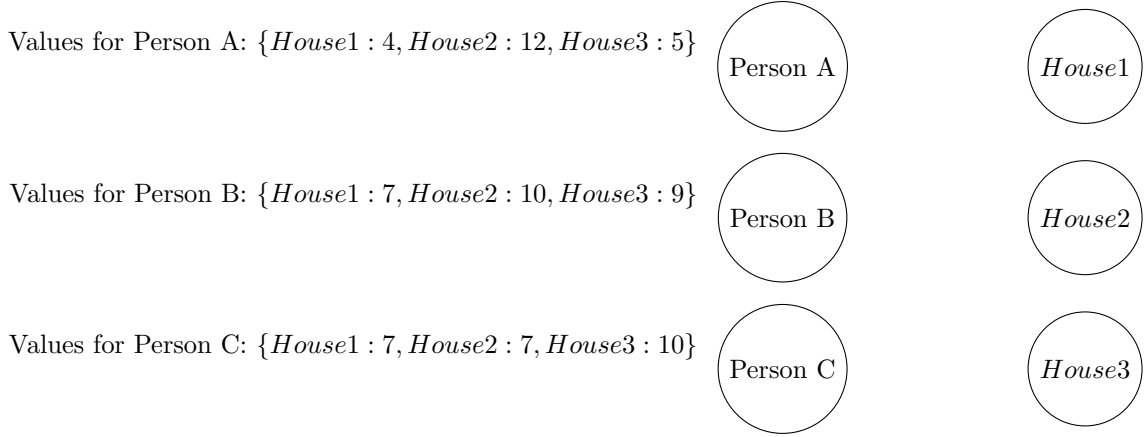 Values for Person A: {House1 : 4, House2 : 12, House3 : 5}
Person A
House1
Values for Person B: {House1 : 7, House2 : 10, House3 : 9}
Person B
House2
Values for Person C: {House1 : 7, House2 : 7, House3 : 10}
Person C
House3